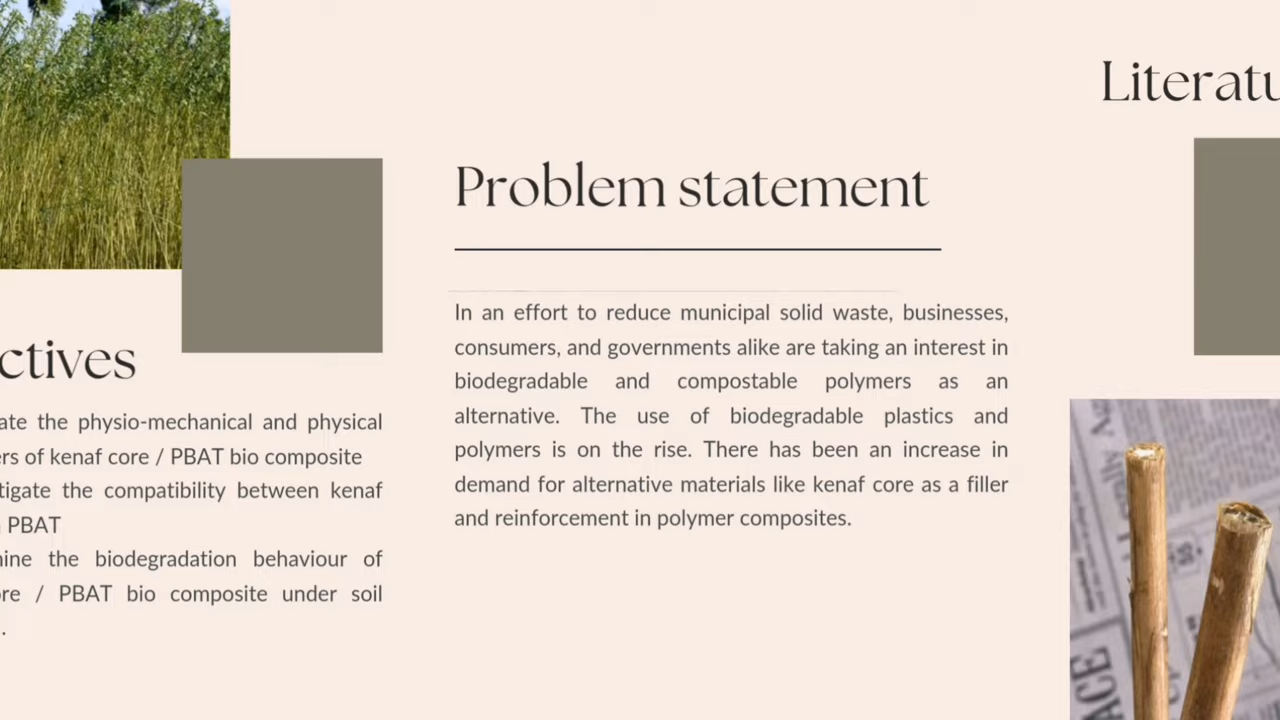 ctives
ate the physio-mechanical and physical
ers of kenaf core / PBAT bio composite
tigate the compatibility between kenaf
PBAT
nine the biodegradation behaviour of
ore / PBAT bio composite under soil
.
Problem statement
In an effort to reduce municipal solid waste, businesses,
consumers, and governments alike are taking an interest in
biodegradable and compostable polymers as an
alternative. The use of biodegradable plastics and
polymers is on the rise. There has been an increase in
demand for alternative materials like kenaf core as a filler
and reinforcement in polymer composites.
Literatu
ACE